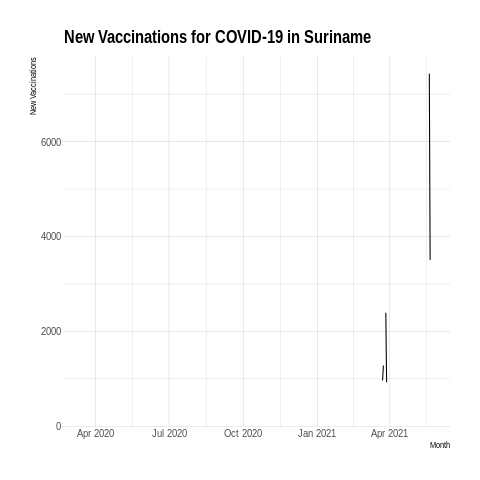 New Vaccinations for COVID-19 in Suriname
New Vaccinations
6000
4000
2000
0
Apr 2020 Jul 2020 Oct 2020 Jan 2021 Apr 2021
Month